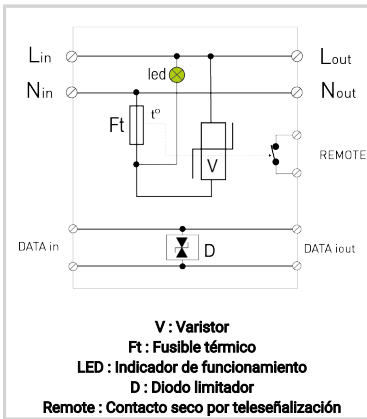 Lin
Lout
led
Nin
Nout
Ft
t°
V
REMOTE
DATA in
D
DATA iout
V : Varistor
Ft : Fusible térmico
LED : Indicador de funcionamiento
D : Diodo limitador
Remote : Contacto seco por teleseñalización